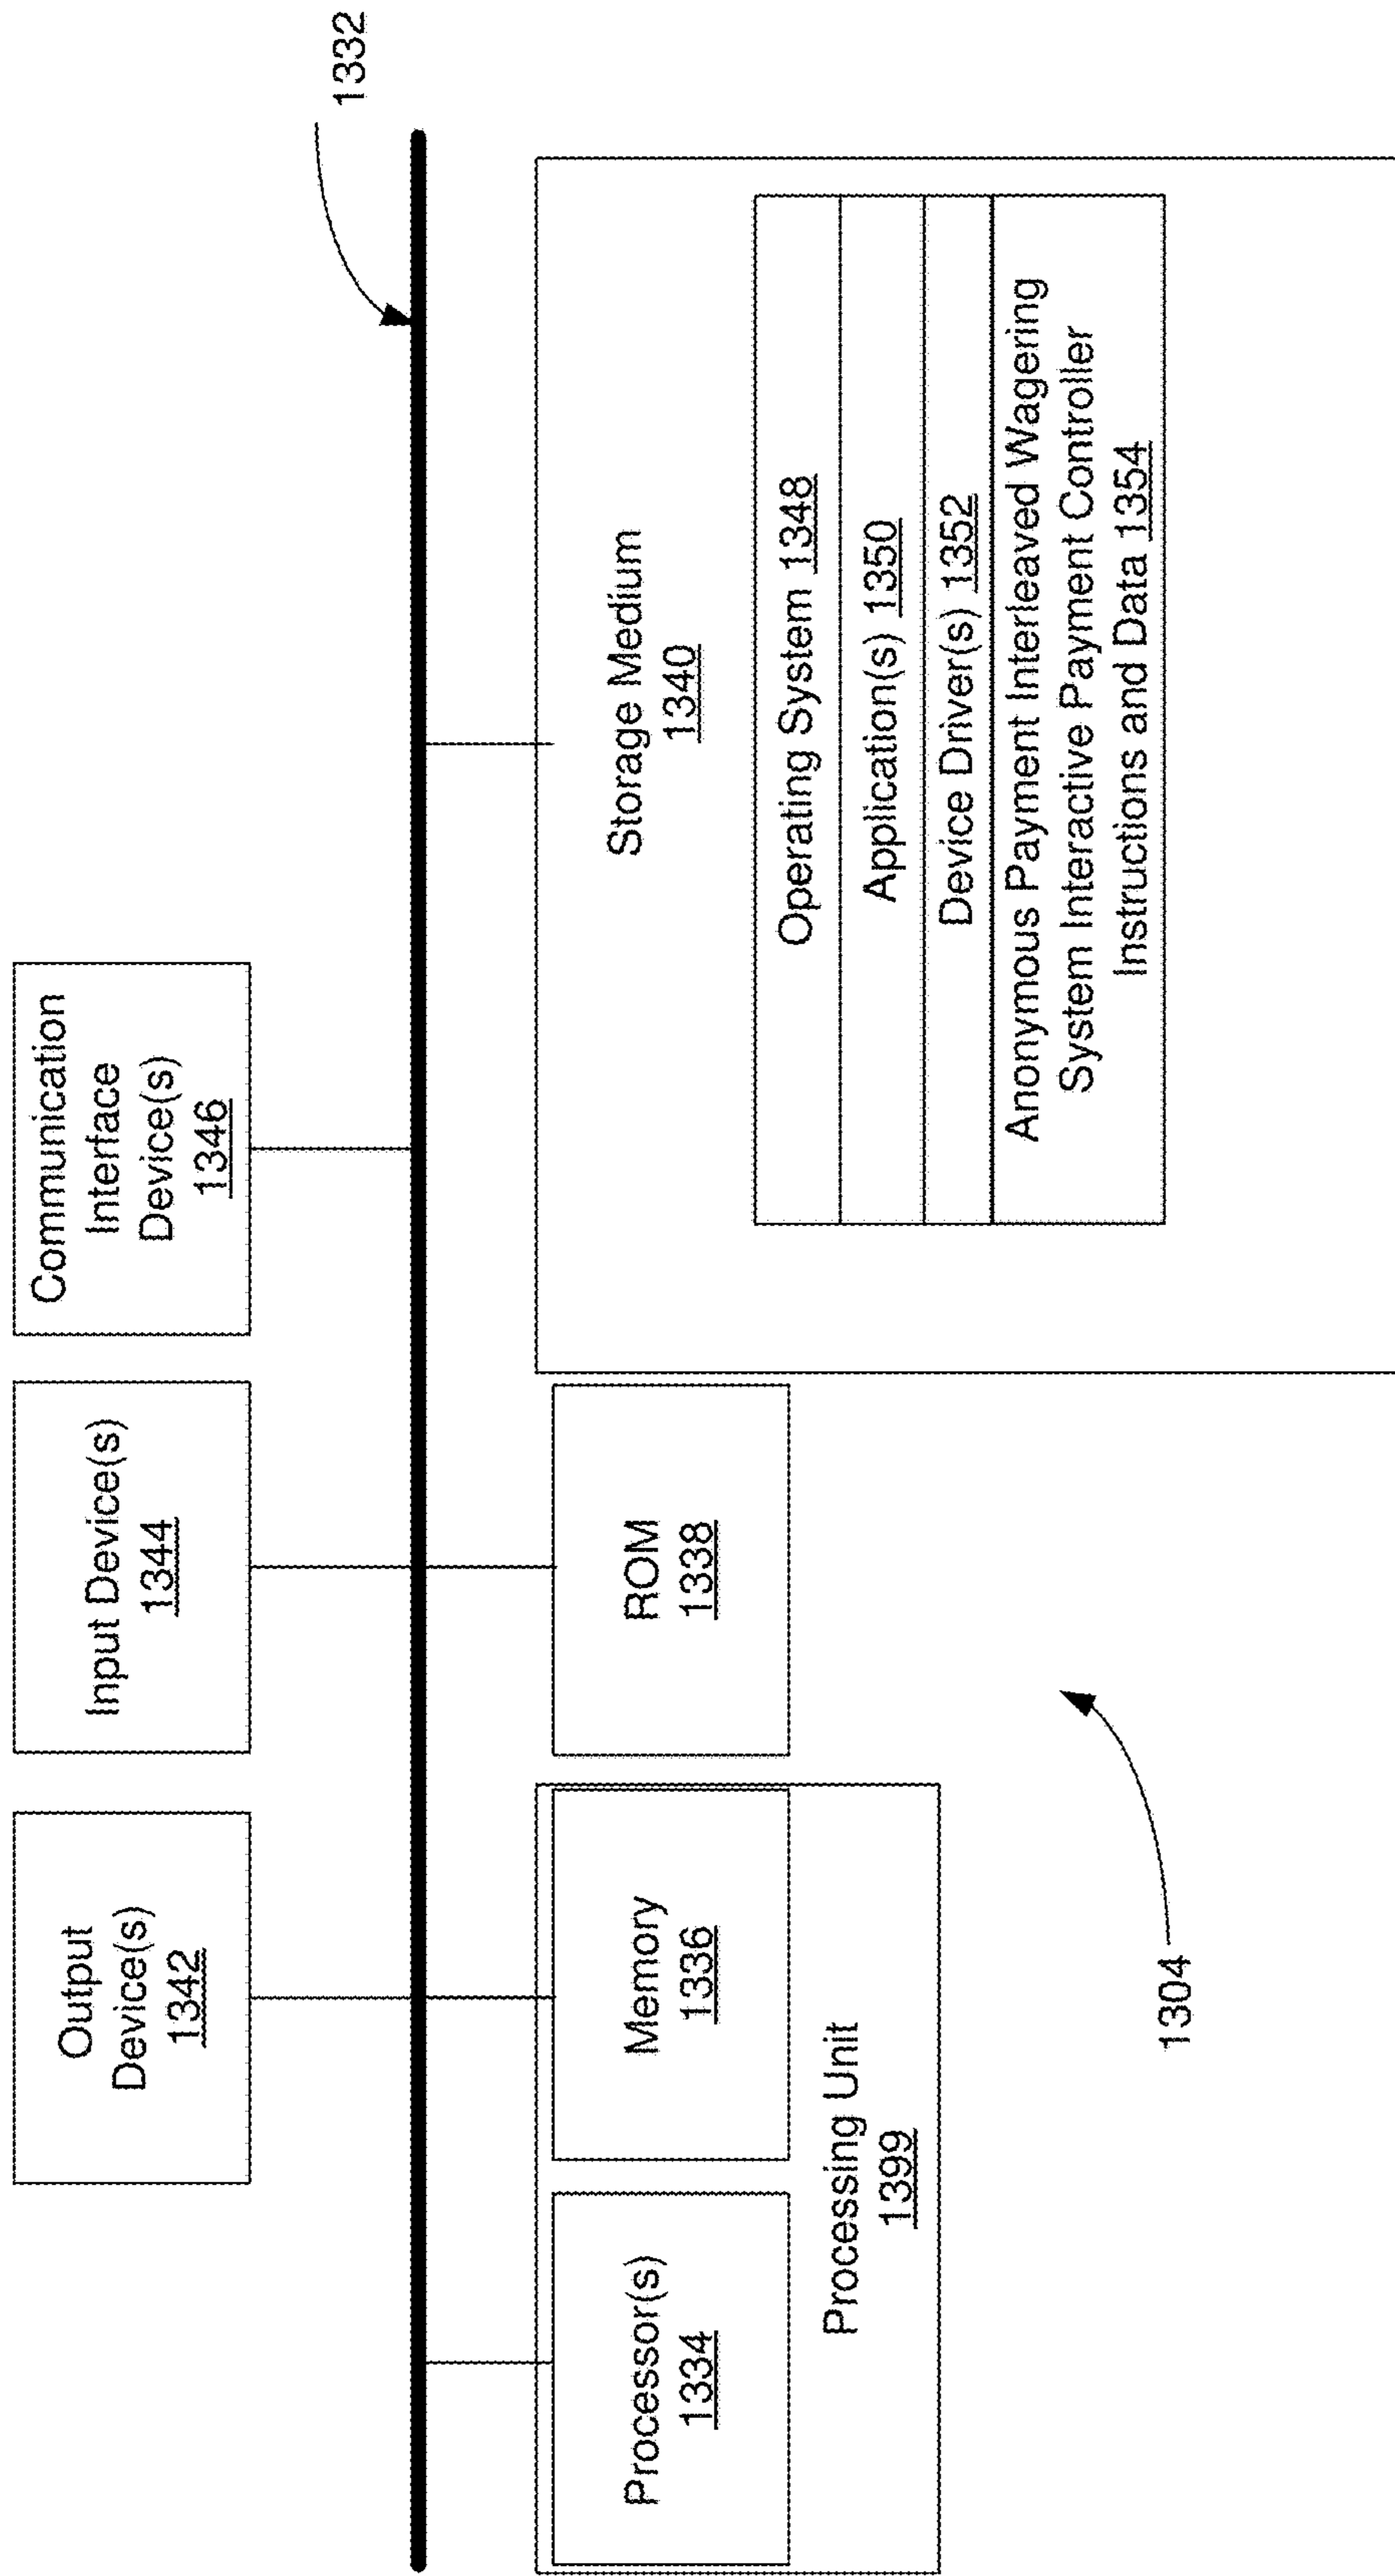 1332
Output
Device(s)
1342
Input Device(s)
1344
Communication
Interface
Device(s)
1346
Processor(s)
1334
Memory
1336
Processing Unit
1399
ROM
1338
Storage Medium
1340
Operating System 1348
Application(s) 1350
Device Driver(s) 1352
Anonymous Payment Interleaved Wagering
System Interactive Payment Controller
Instructions and Data 1354
1304